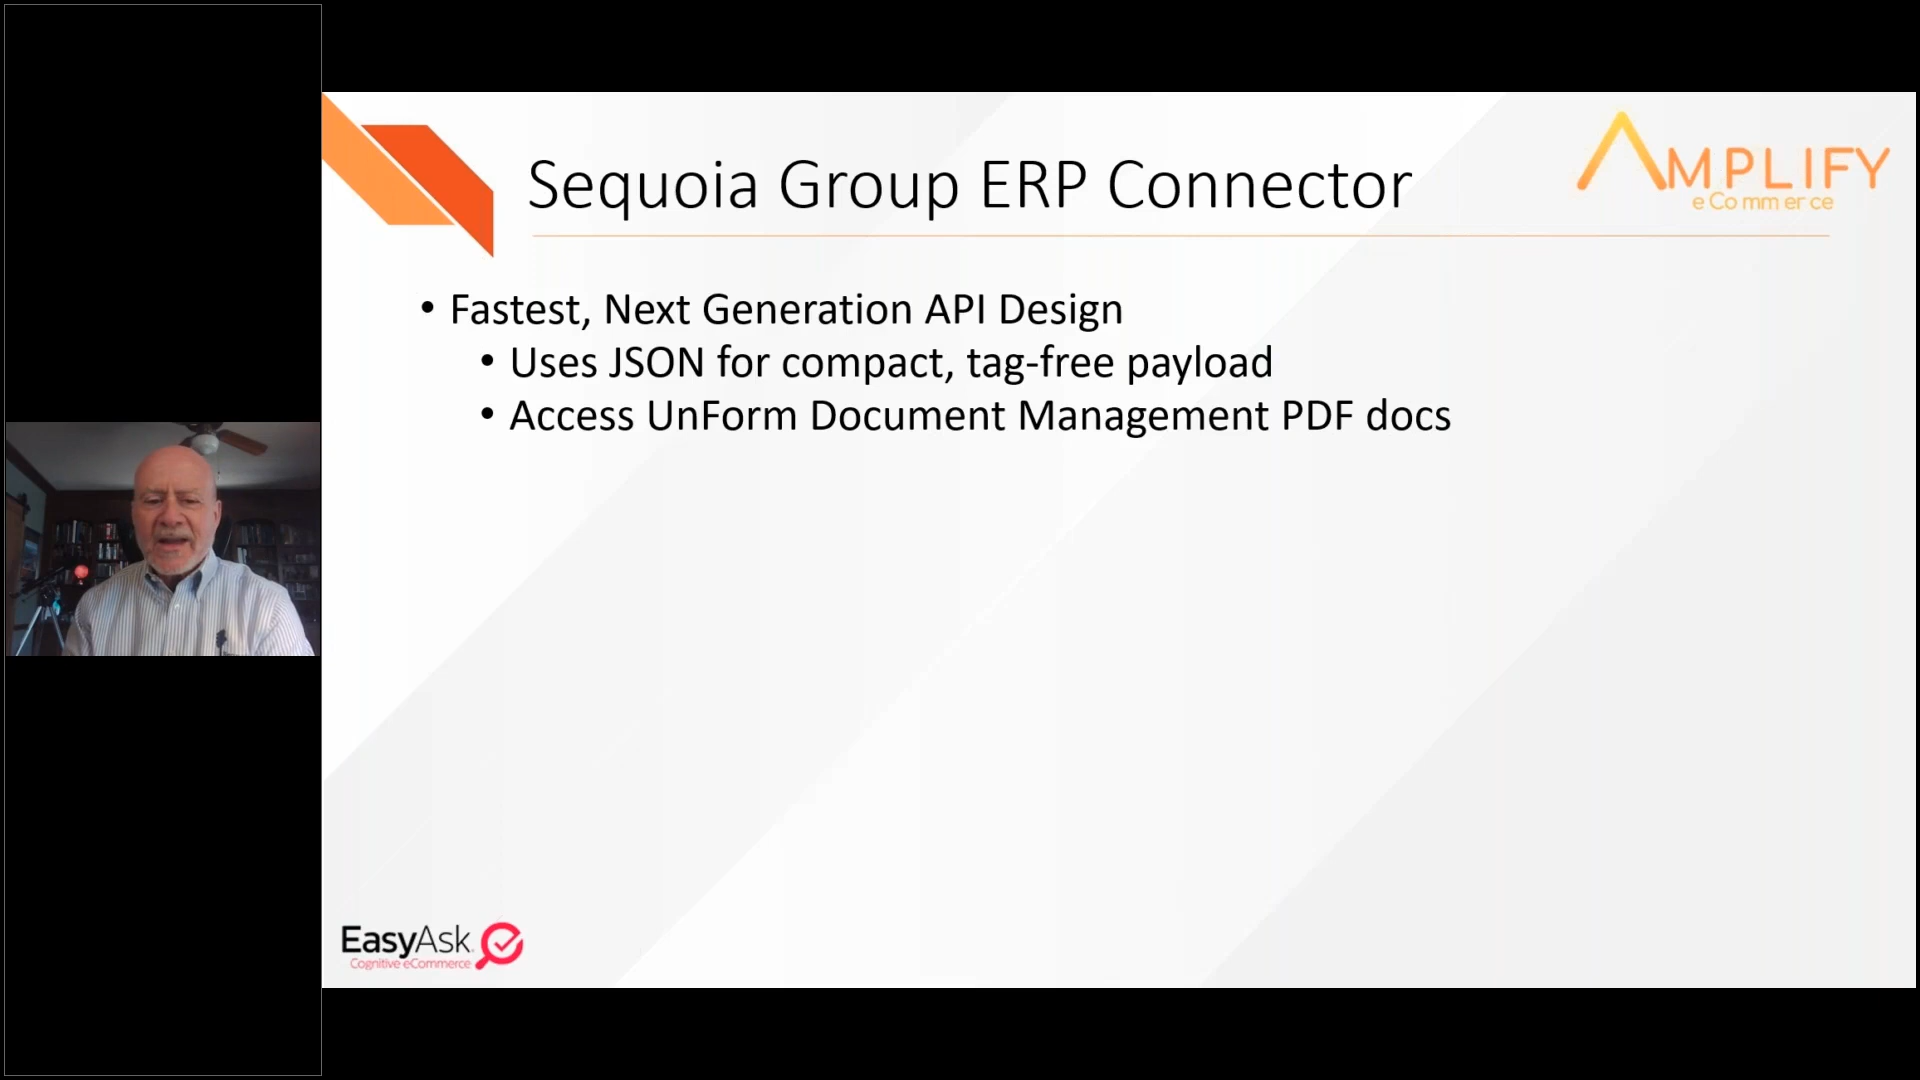 Sequoia Group ERP Connector
AMPLIFY
eCommerce
• Fastest, Next Generation API Design
• Uses JSON for compact, tag-free payload
• Access UnForm Document Management PDF docs
EasyAsk
Cognitive eCommerce